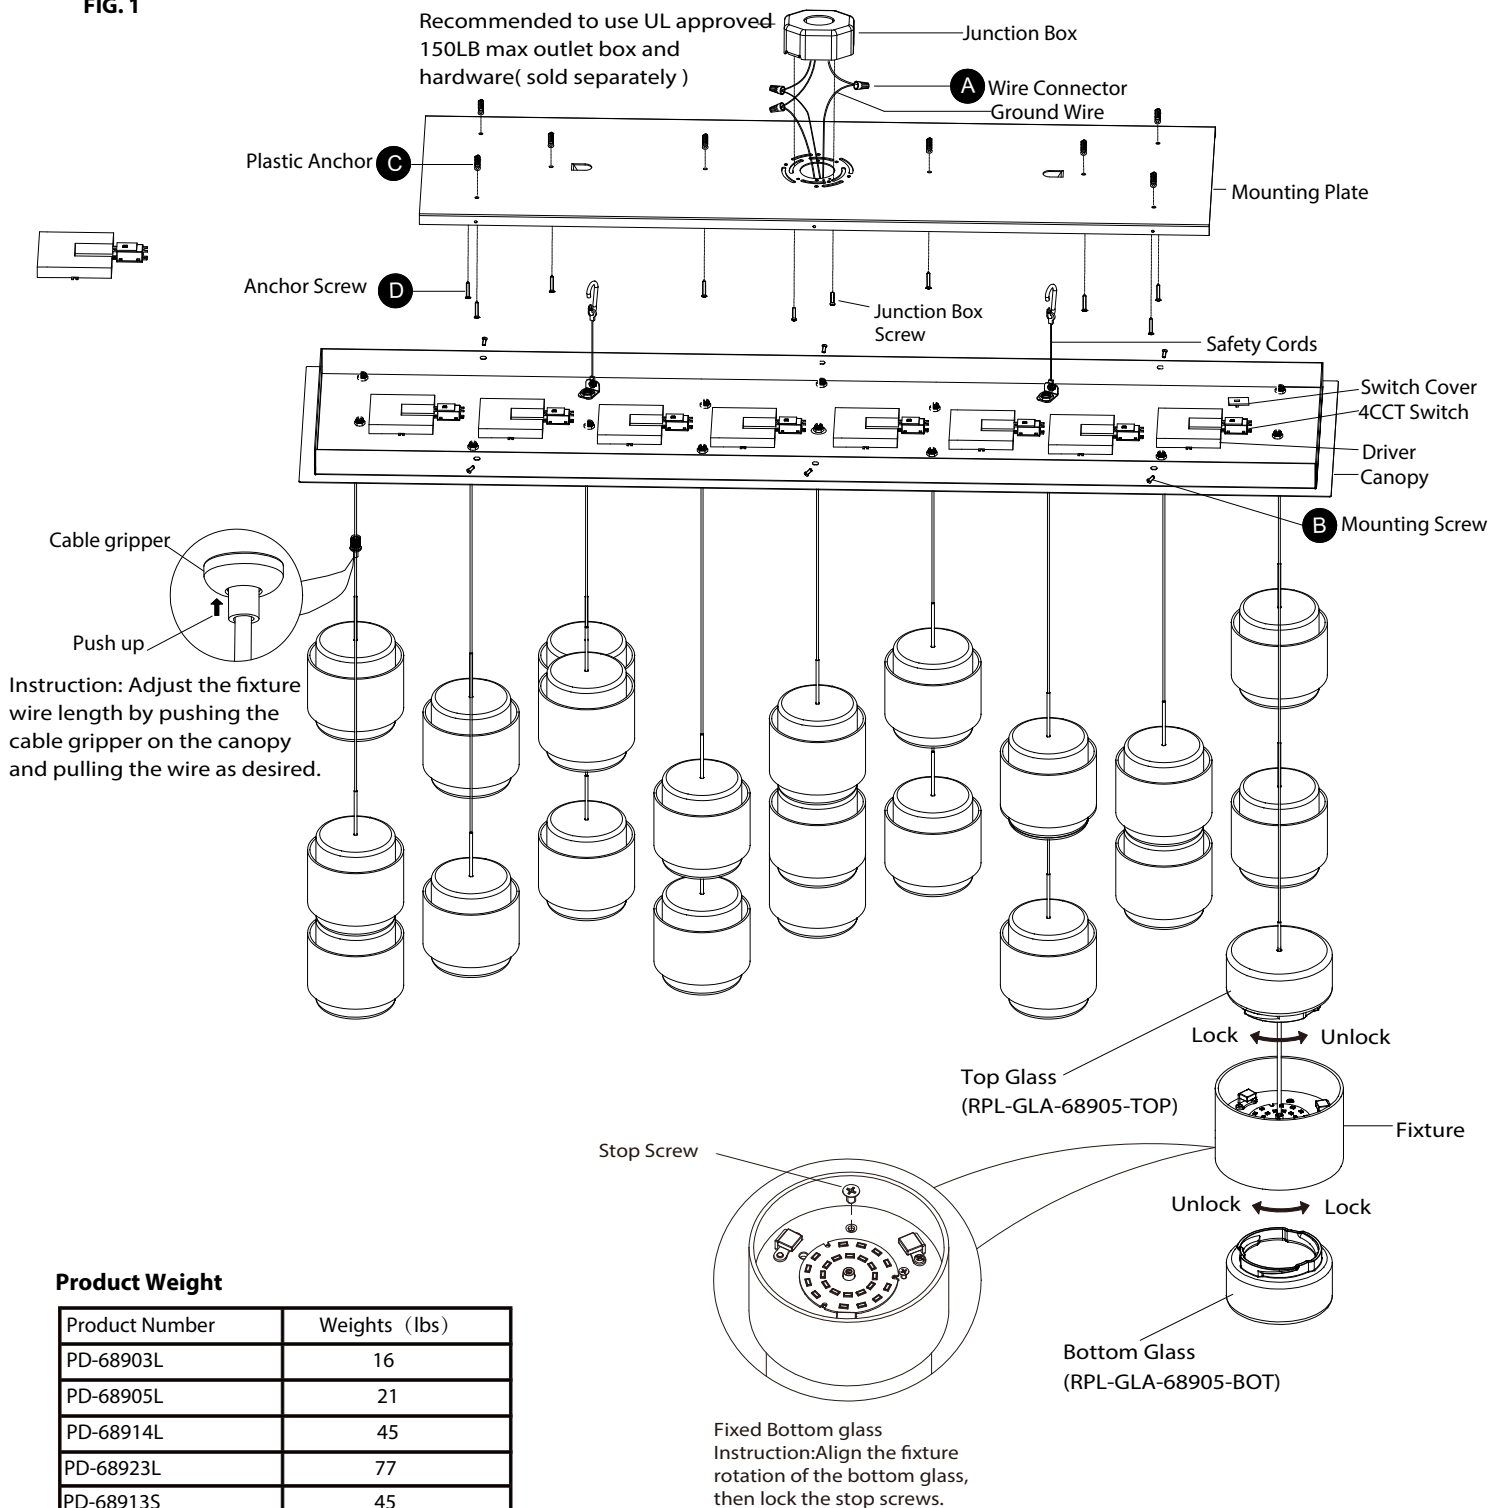 FIG. 1
Recommended to use UL approved
150LB max outlet box and
hardware( sold separately )
Junction Box
A Wire Connector
Ground Wire
Plastic Anchor C
Mounting Plate
Anchor Screw D
Junction Box
Screw
Safety Cords
Switch Cover
4CCT Switch
Driver
Canopy
B Mounting Screw
Cable gripper
Push up
Instruction: Adjust the fixture
wire length by pushing the
cable gripper on the canopy
and pulling the wire as desired.
Lock Unlock
Top Glass
(RPL-GLA-68905-TOP)
Fixture
Stop Screw
Unlock Lock
Bottom Glass
(RPL-GLA-68905-BOT)
Fixed Bottom glass
Instruction:Align the fixture
rotation of the bottom glass,
then lock the stop screws.
Product Weight
Product Number Weights（lbs）
PD-68903L 16
PD-68905L 21
PD-68914L 45
PD-68923L 77
PD-68913S 45